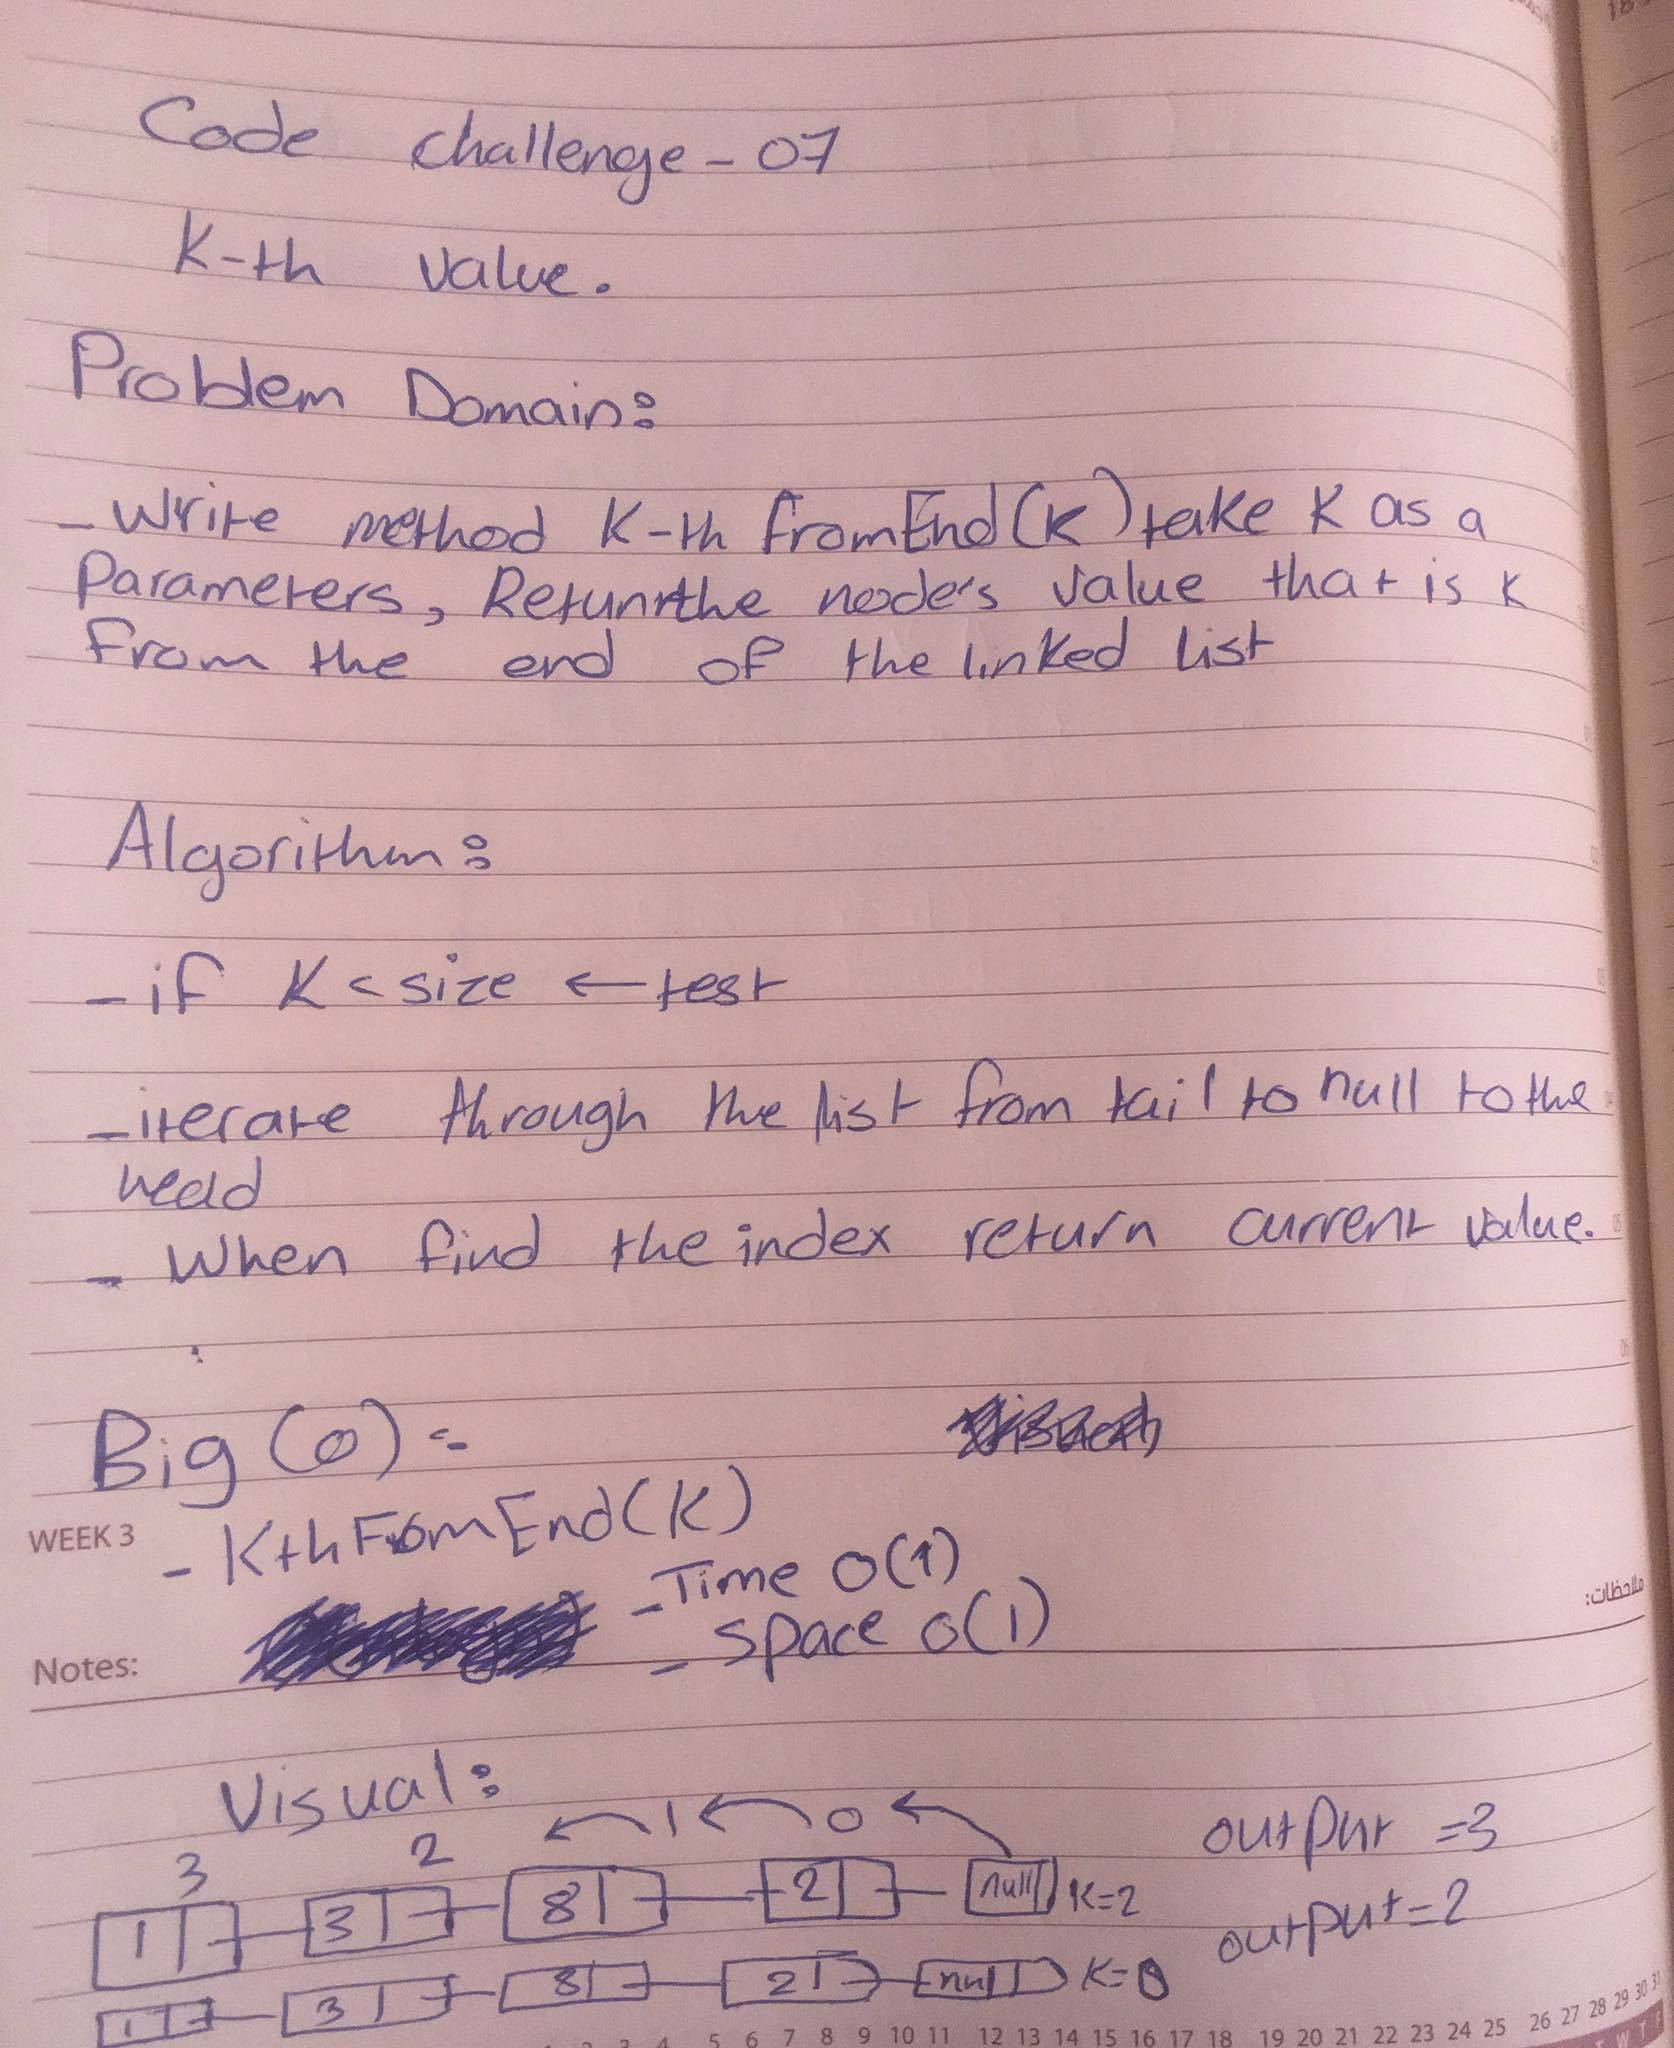 Code challenge - 07
K-th value.
Problem Domain:
- Write method K-th fromEnd(K) take K as a
Parameters, Retunrthe node's value that is K
from the end of the linked list
Algorithm:
- if K < size ← test
- iterate through the list from tail to null to the
head
- When find the index return current value.
Big (O) :-
WEEK 3
- KthFromEnd(K)
- Time O(1)
ملاحظات:
- space O(1)
Notes:
Visual:
1 0
3 2
output = 3
1 3 8 2 null K=2
output = 2
1 3 8 2 null K=0
4 5 6 7 8 9 10 11 12 13 14 15 16 17 18 19 20 21 22 23 24 25 26 27 28 29 30 31
T W T F